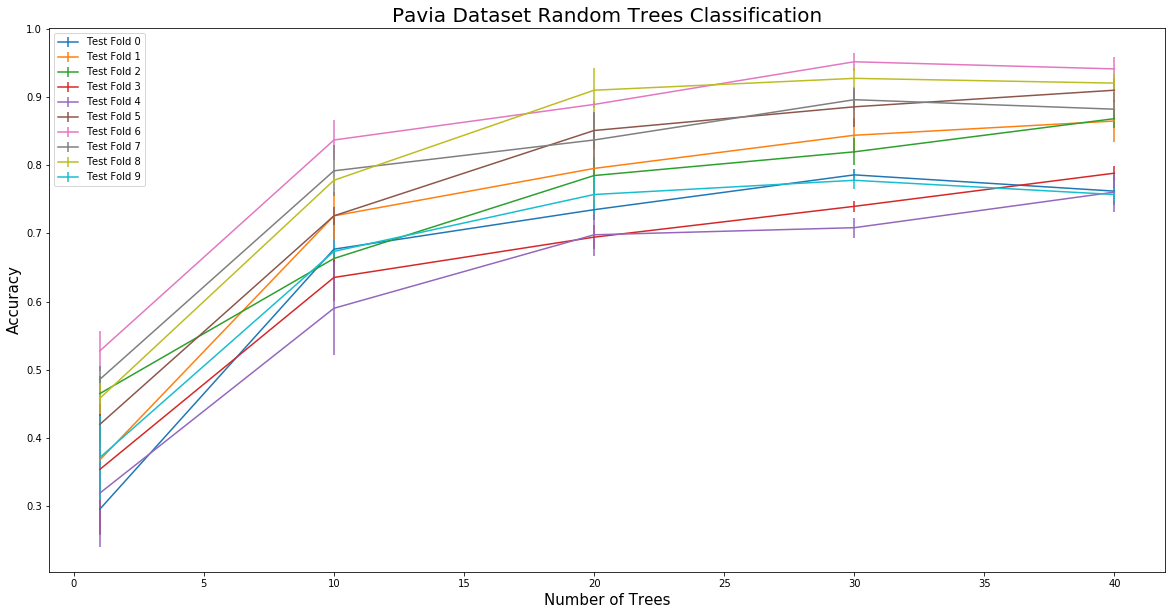 Pavia Dataset Random Trees Classification
1.0
0.9
0.8
0.7
0.6
0.5
0.4
0.3
Accuracy
Test Fold 0
Test Fold 1
Test Fold 2
Test Fold 3
Test Fold 4
Test Fold 5
Test Fold 6
Test Fold 7
Test Fold 8
Test Fold 9
0 5 10 15 20 25 30 35 40
Number of Trees